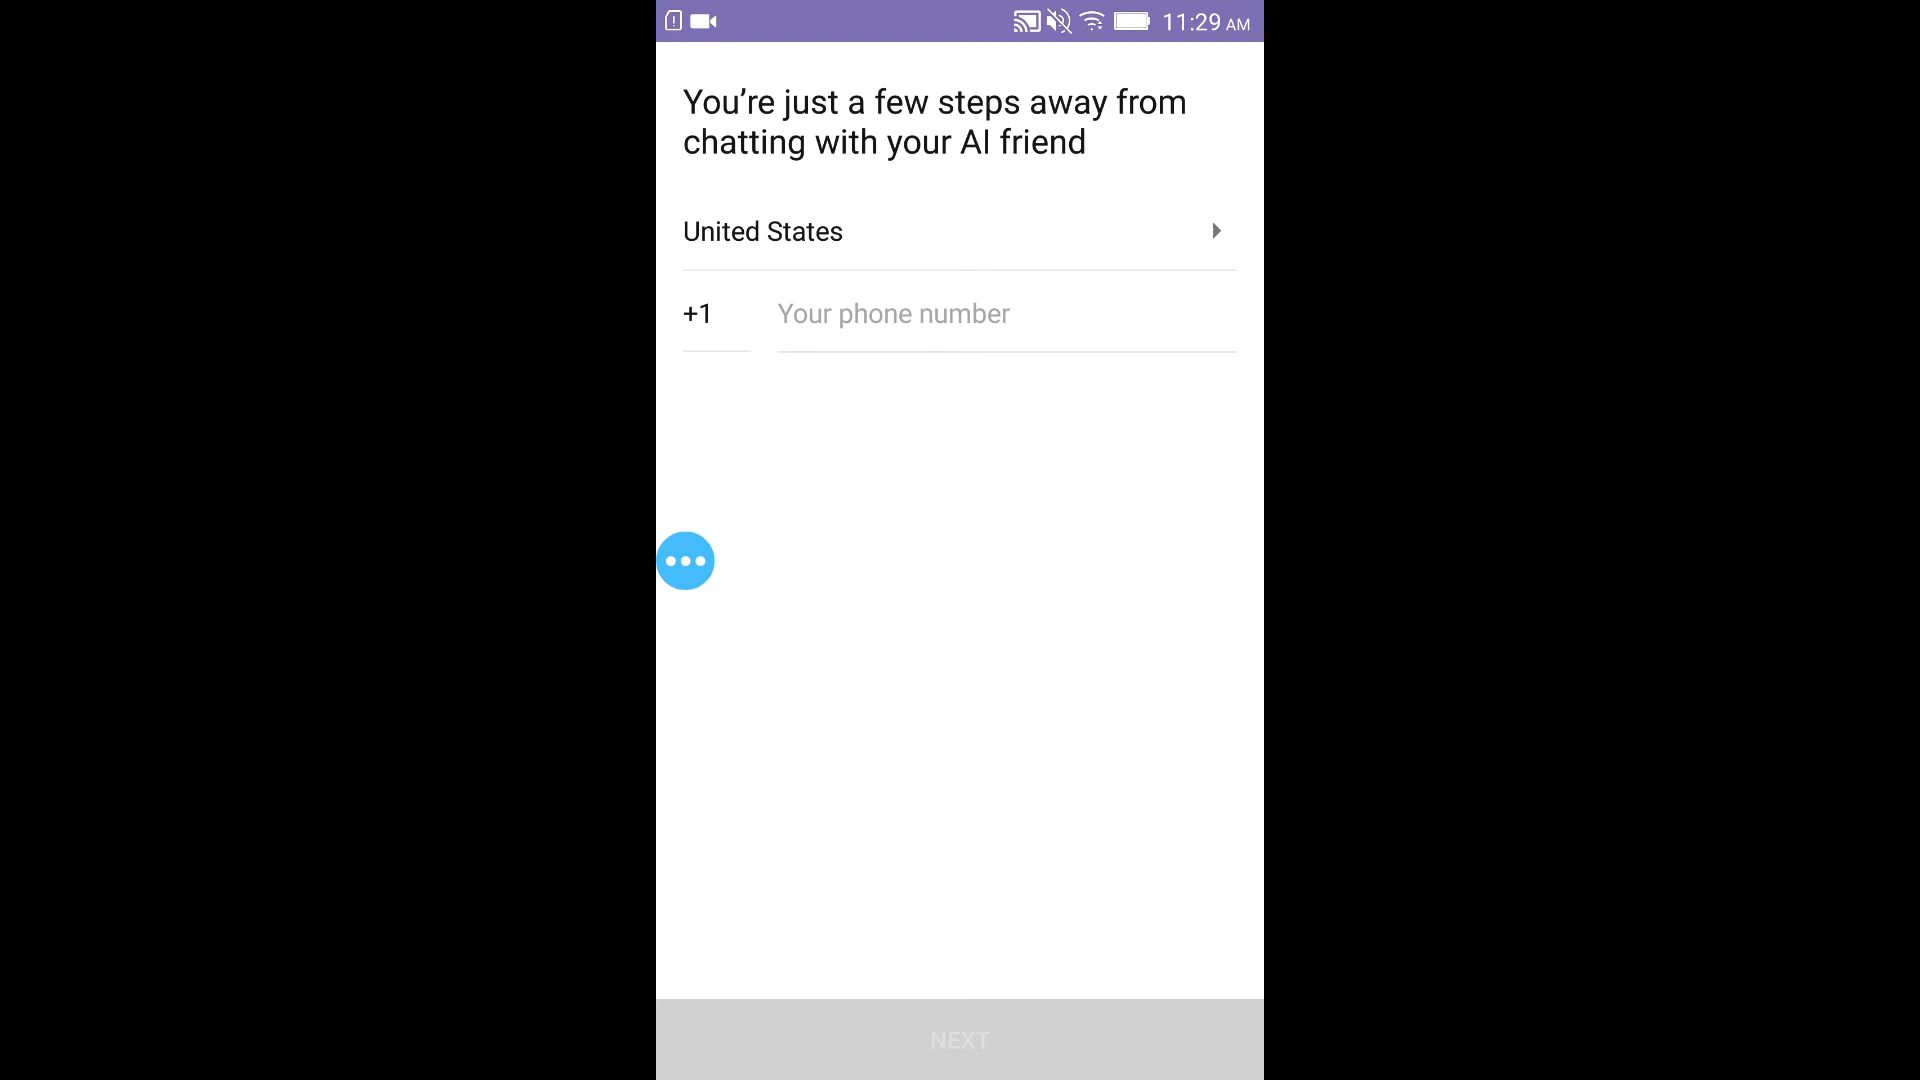 11:29 AM
You’re just a few steps away from
chatting with your AI friend
United States
+1 Your phone number
NEXT